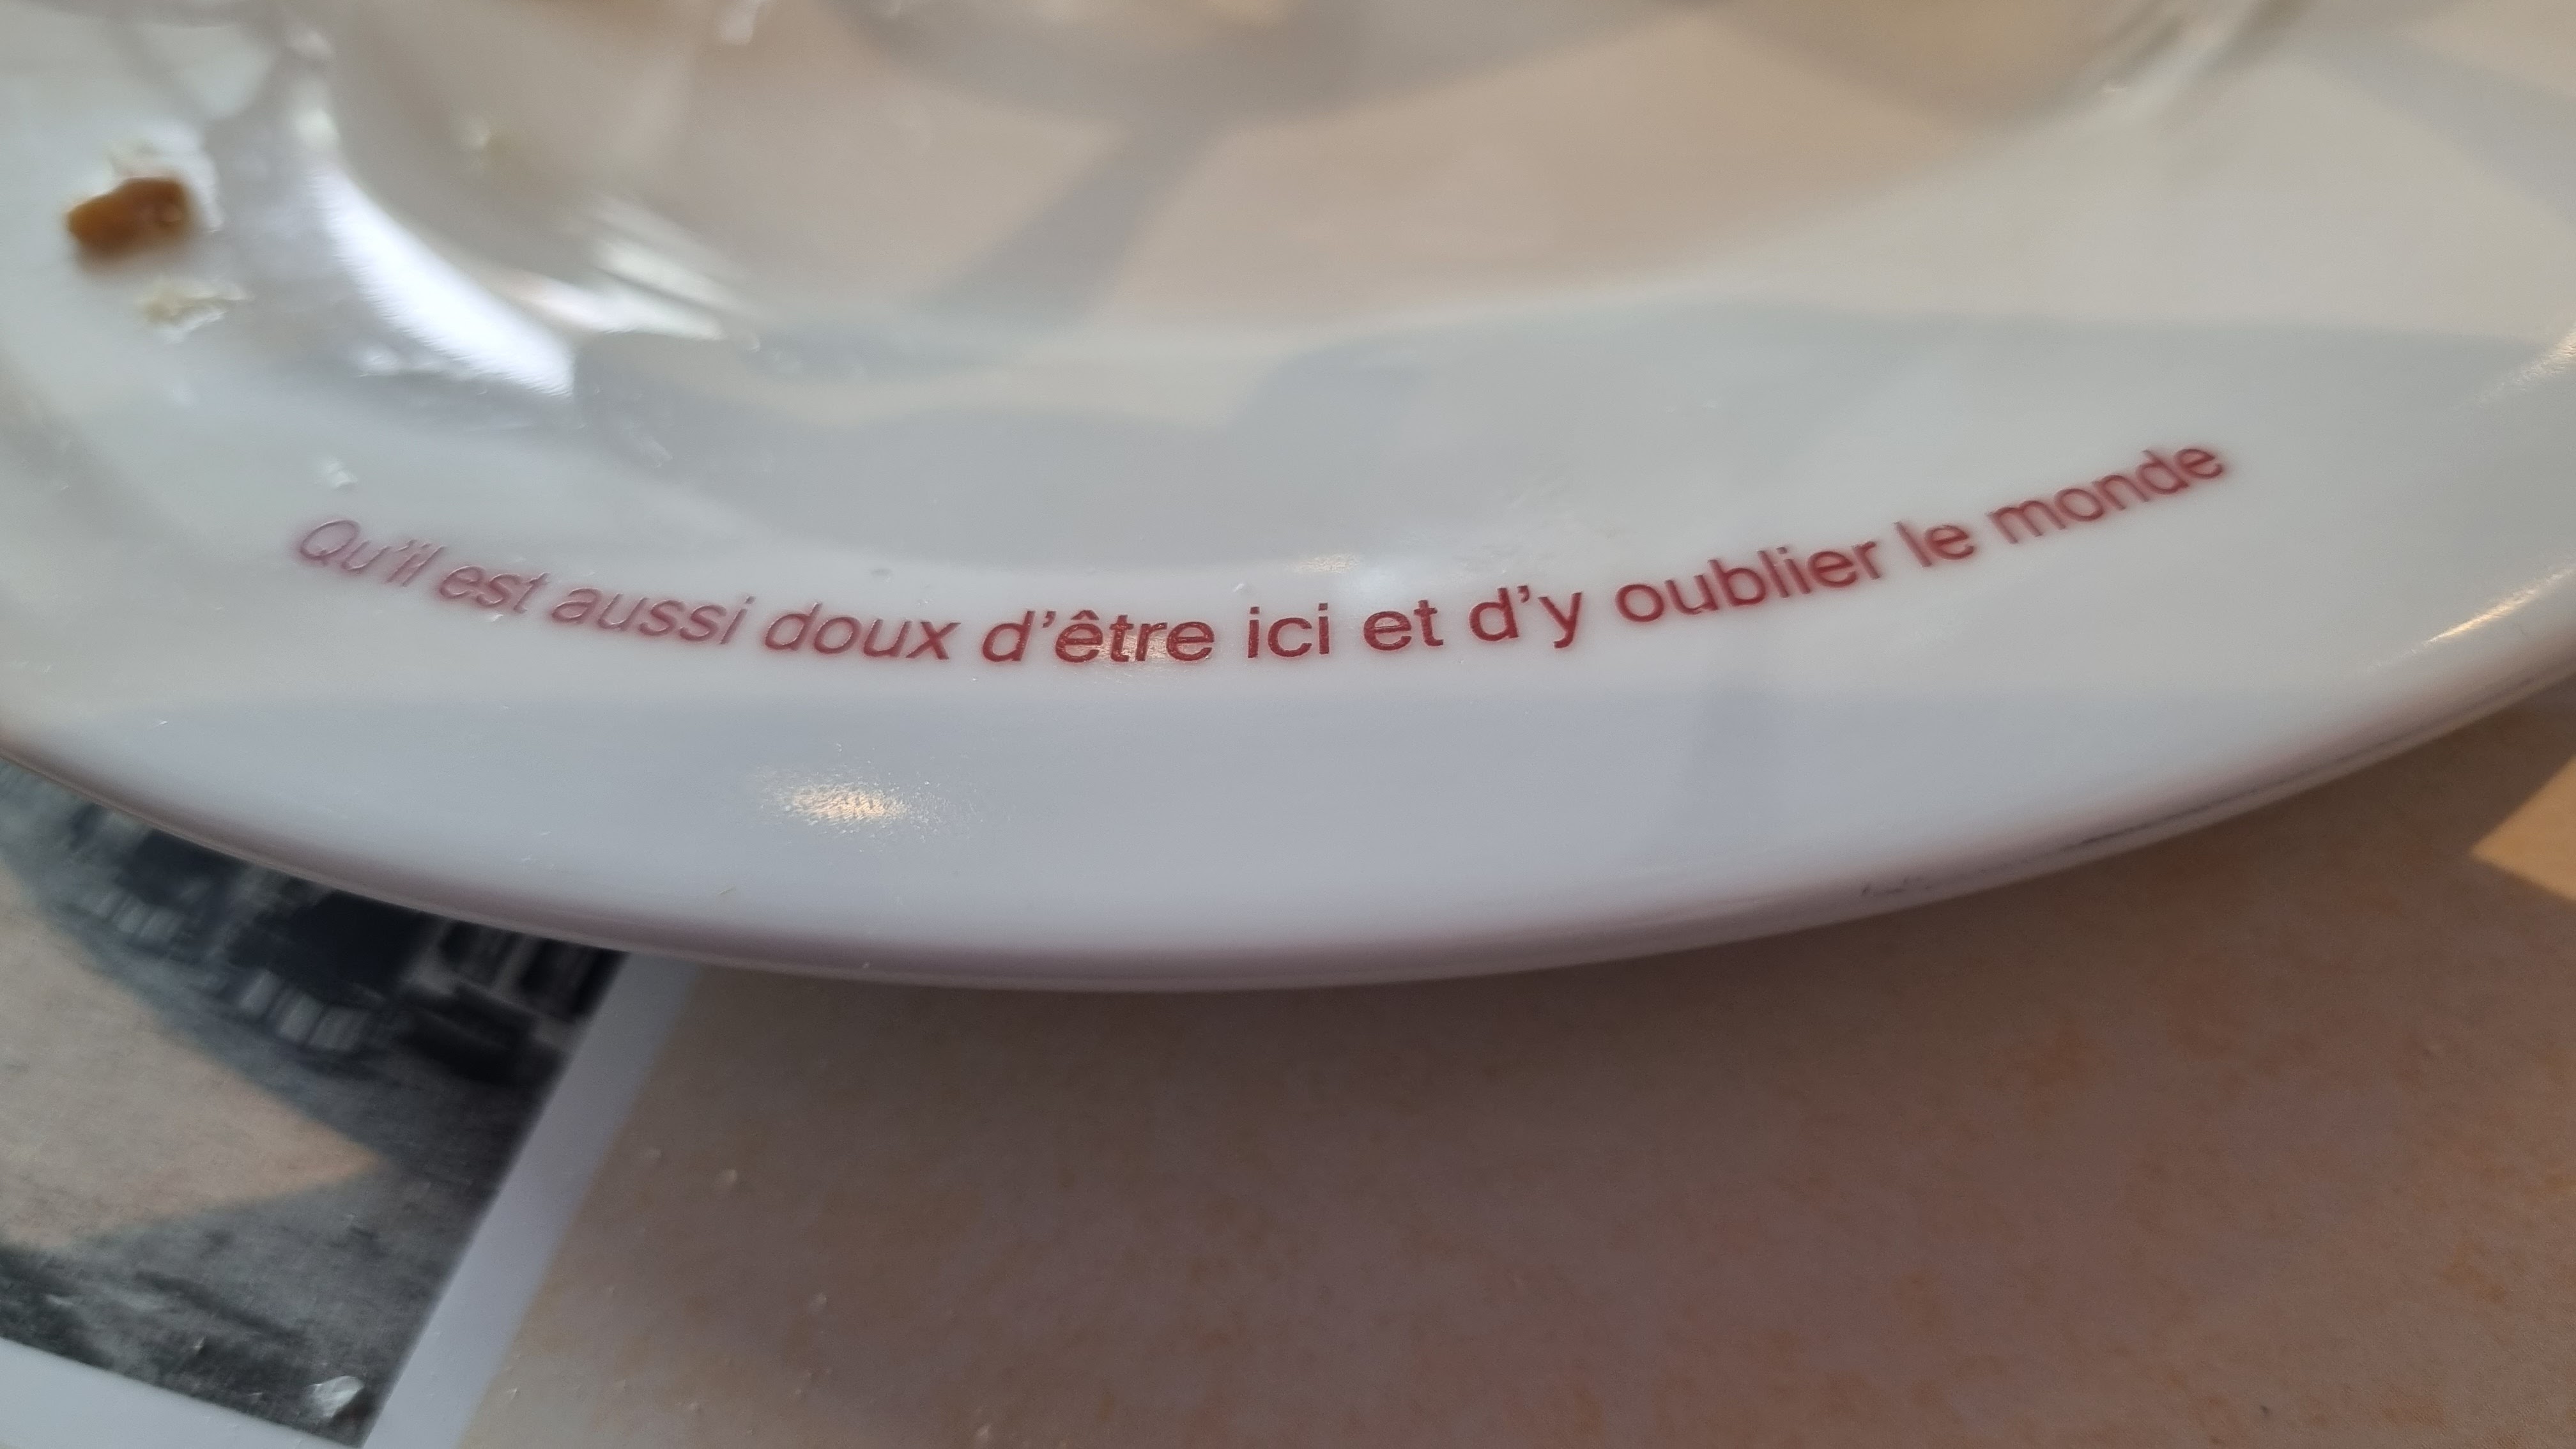 Qu’il est aussi doux d’être ici et d’y oublier le monde